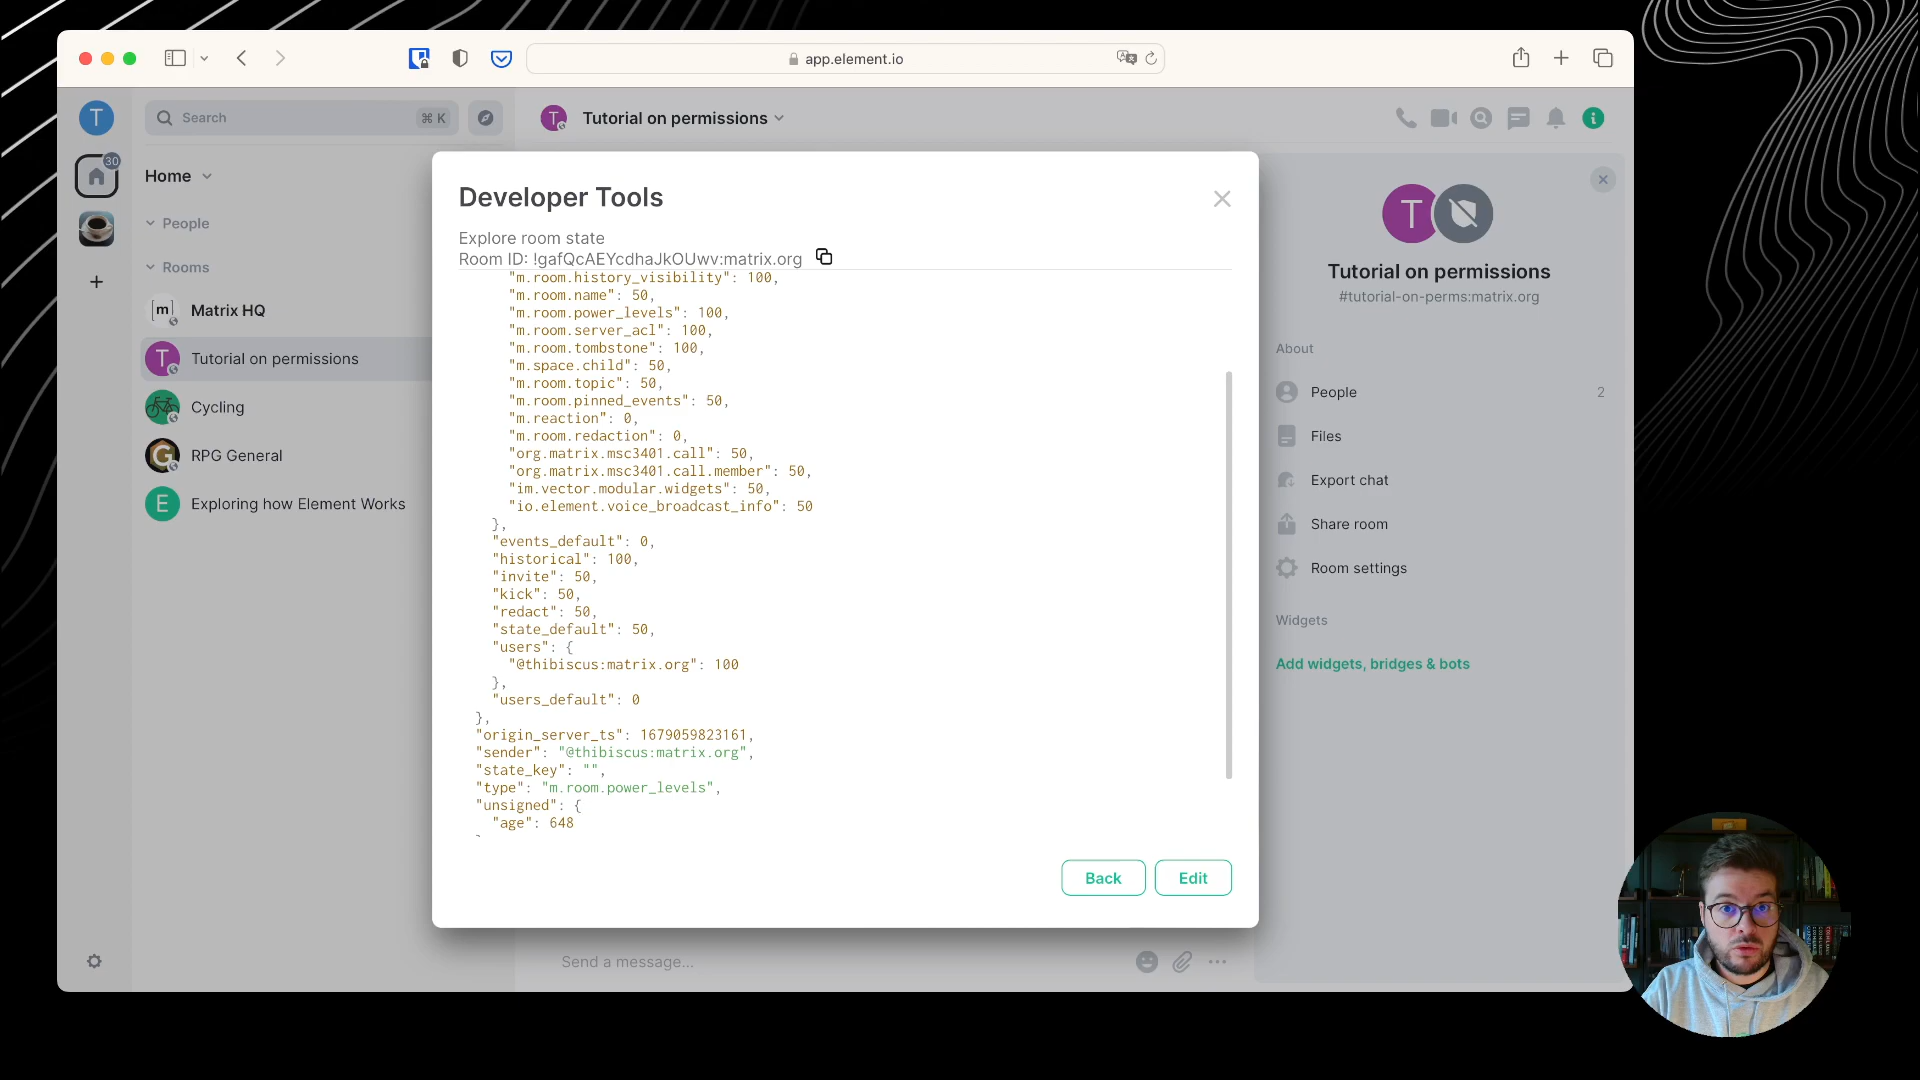 app.element.io
T
Search
⌘ K
T
Tutorial on permissions
30
Home
People
Rooms
[m]
Matrix HQ
T
Tutorial on permissions
Cycling
G
RPG General
E
Exploring how Element Works
Developer Tools
Explore room state
Room ID: !gafQcAEYcdhaJkOUwv:matrix.org
"m.room.history_visibility": 100,
"m.room.name": 50,
"m.room.power_levels": 100,
"m.room.server_acl": 100,
"m.room.tombstone": 100,
"m.space.child": 50,
"m.room.topic": 50,
"m.room.pinned_events": 50,
"m.reaction": 0,
"m.room.redaction": 0,
"org.matrix.msc3401.call": 50,
"org.matrix.msc3401.call.member": 50,
"im.vector.modular.widgets": 50,
"io.element.voice_broadcast_info": 50
},
"events_default": 0,
"historical": 100,
"invite": 50,
"kick": 50,
"redact": 50,
"state_default": 50,
"users": {
"@thibiscus:matrix.org": 100
},
"users_default": 0
},
"origin_server_ts": 1679059823161,
"sender": "@thibiscus:matrix.org",
"state_key": "",
"type": "m.room.power_levels",
"unsigned": {
"age": 648
Back
Edit
Send a message...
T
Tutorial on permissions
#tutorial-on-perms:matrix.org
About
People
2
Files
Export chat
Share room
Room settings
Widgets
Add widgets, bridges & bots